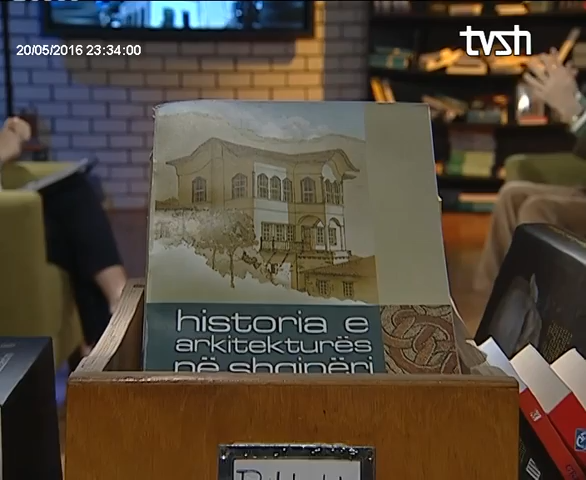 20/05/2016 23:34:00
tvsh
historia e
arkitekturës
në shqipëri